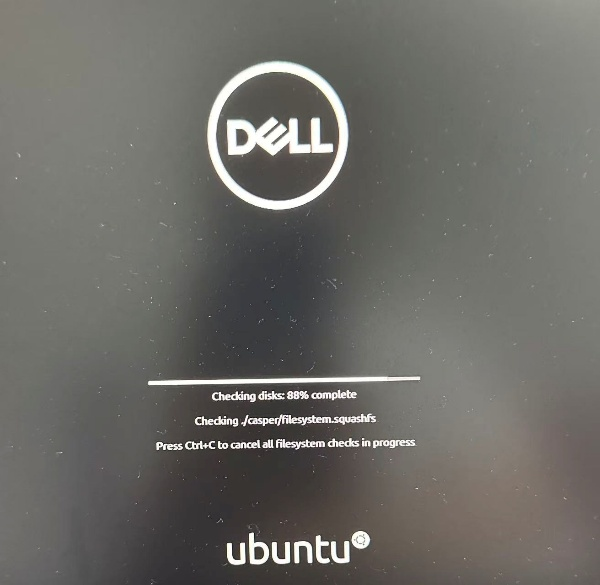 DELL
Checking disks: 88% complete
Checking ./casper/filesystem.squashfs
Press Ctrl+C to cancel all filesystem checks in progress
ubuntu